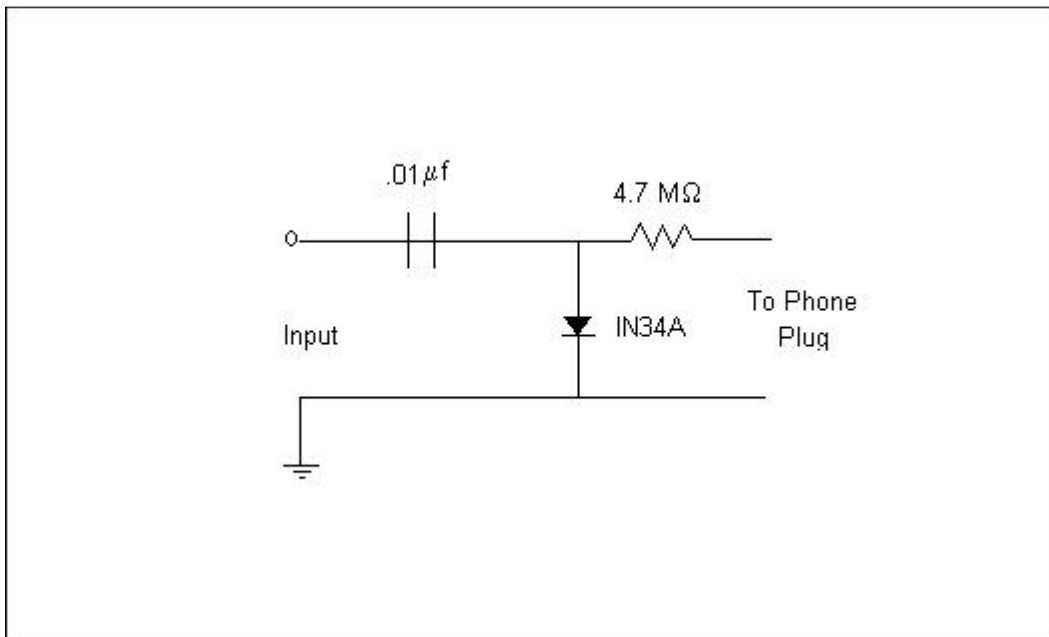 .01μf
4.7 MΩ
To Phone
Plug
Input
IN34A